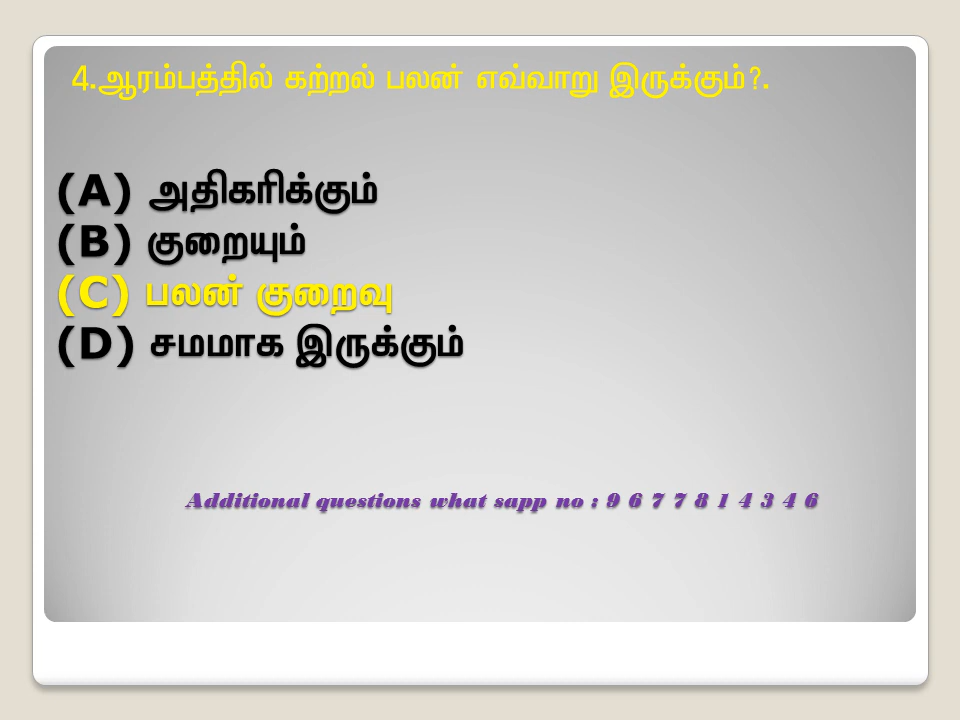 4.ஆரம்பத்தில் கற்றல் பலன் எவ்வாறு இருக்கும்?.
(A) அதிகரிக்கும்
(B) குறையும்
(C) பலன் குறைவு
(D) சமமாக இருக்கும்
Additional questions what sapp no : 9 6 7 7 8 1 4 3 4 6